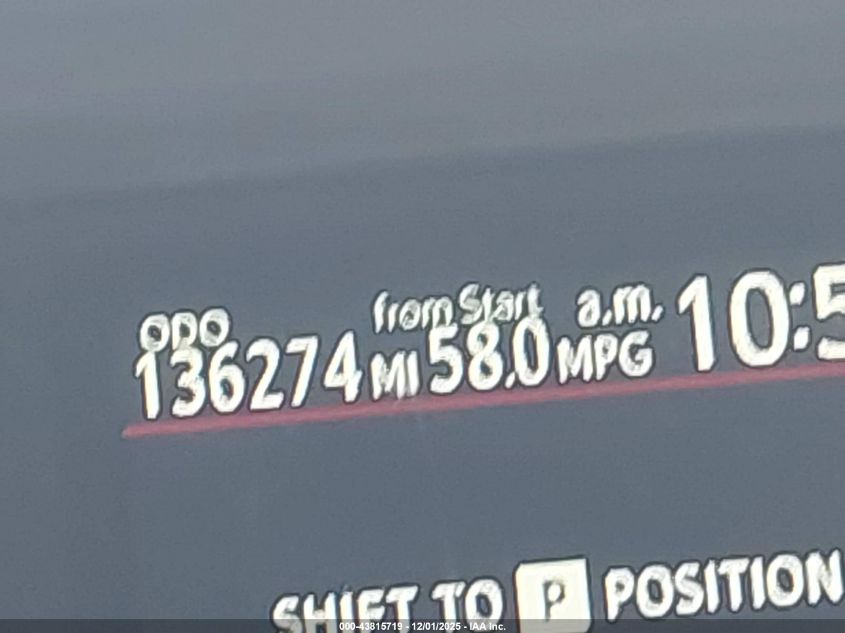 ODO from Start a.m. 10:5
136274 MI 58.0 MPG
SHIFT TO P POSITION
000-43815719 - 12/01/2025 - IAA Inc.